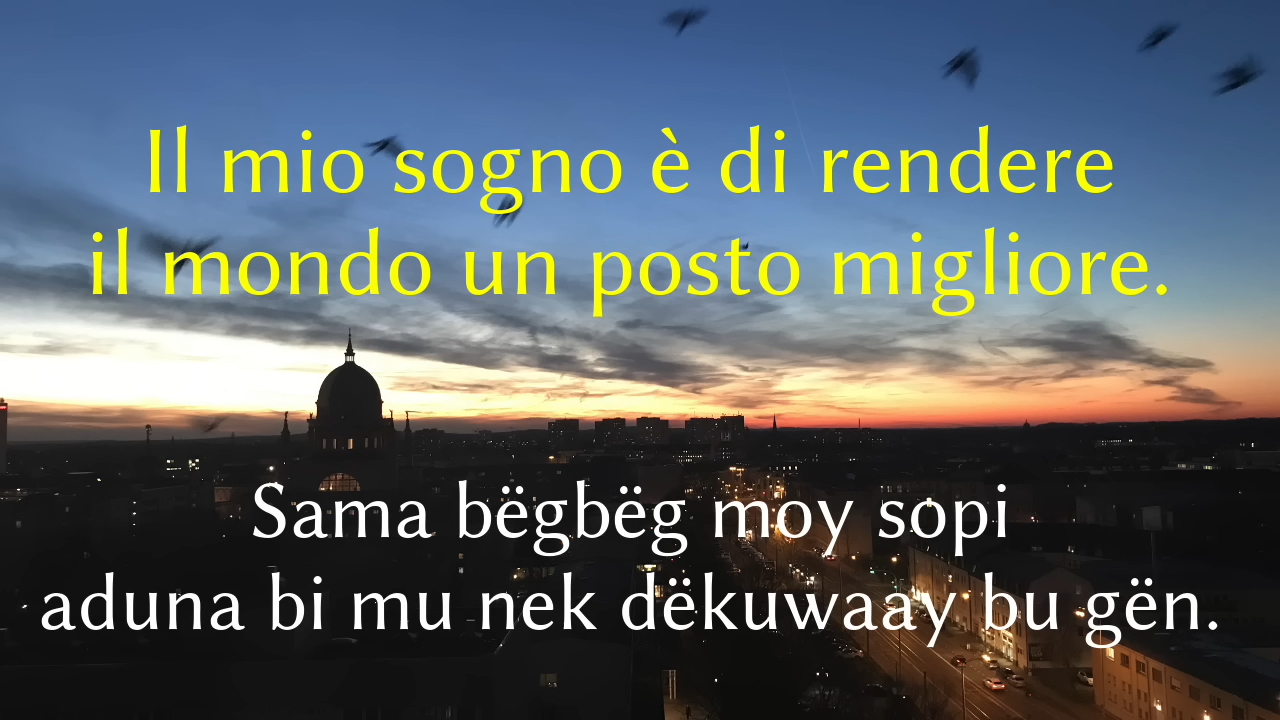 Il mio sogno è di rendere
il mondo un posto migliore.
Sama bëgbëg moy sopi
aduna bi mu nek dëkuwaay bu gën.